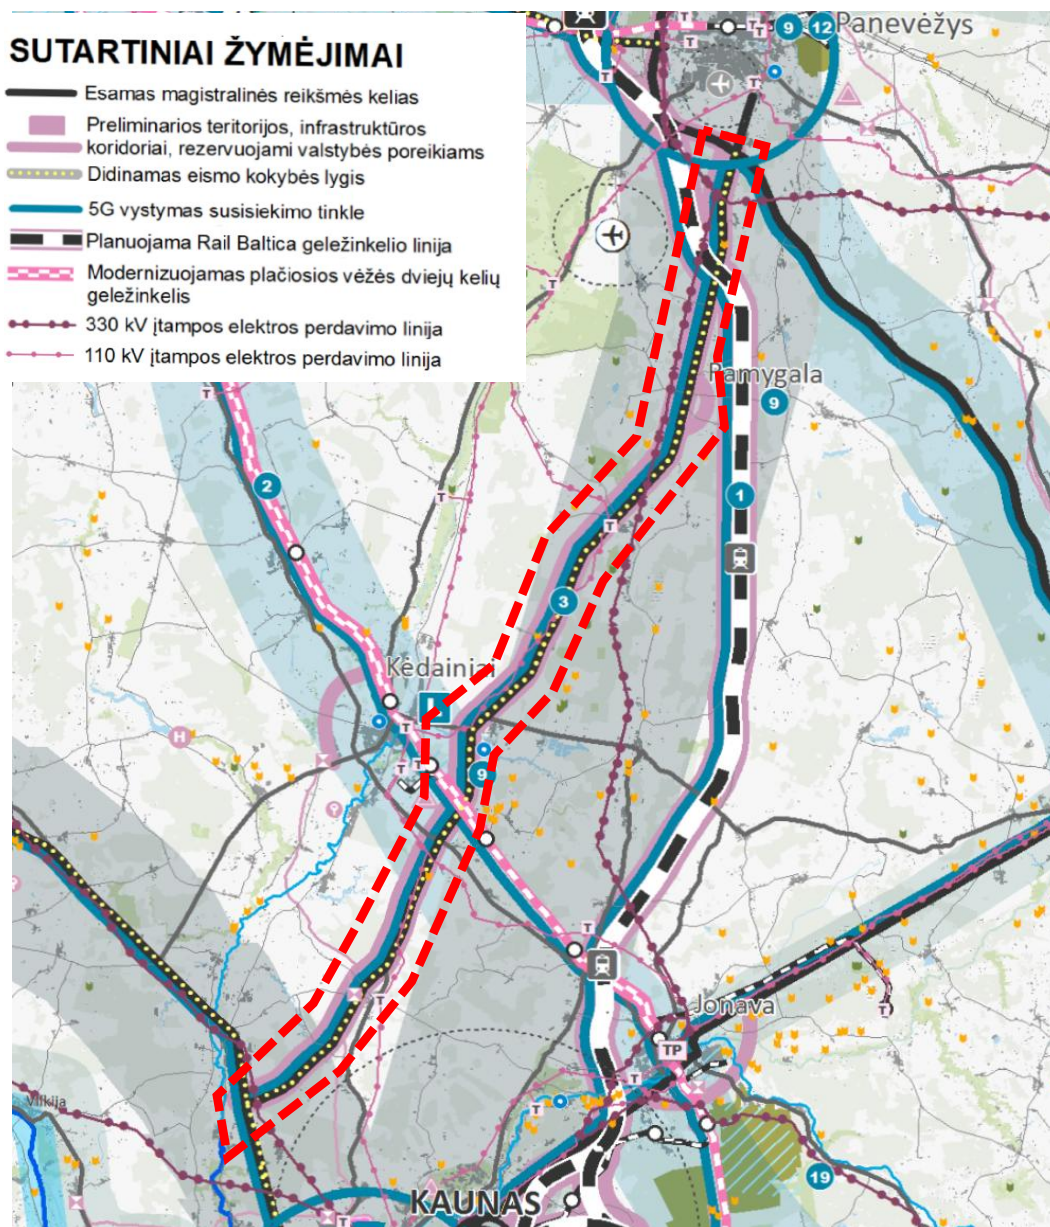 SUTARTINIAI ŽYMĖJIMAI
Esamas magistralinės reikšmės kelias
Preliminarios teritorijos, infrastruktūros
koridoriai, rezervuojami valstybės poreikiams
Didinamas eismo kokybės lygis
5G vystymas susisiekimo tinkle
Planuojama Rail Baltica geležinkelio linija
Modernizuojamas plačiosios vėžės dviejų kelių
geležinkelis
330 kV įtampos elektros perdavimo linija
110 kV įtampos elektros perdavimo linija
T
9
12
Panevėžys
T
T
T
T
T
Ramygala
9
T
2
T
1
T
3
Kėdainiai
L
H
T
9
T
T
T
T
T
Jonava
TP
T
T
Vilkija
T
19
KAUNAS
T